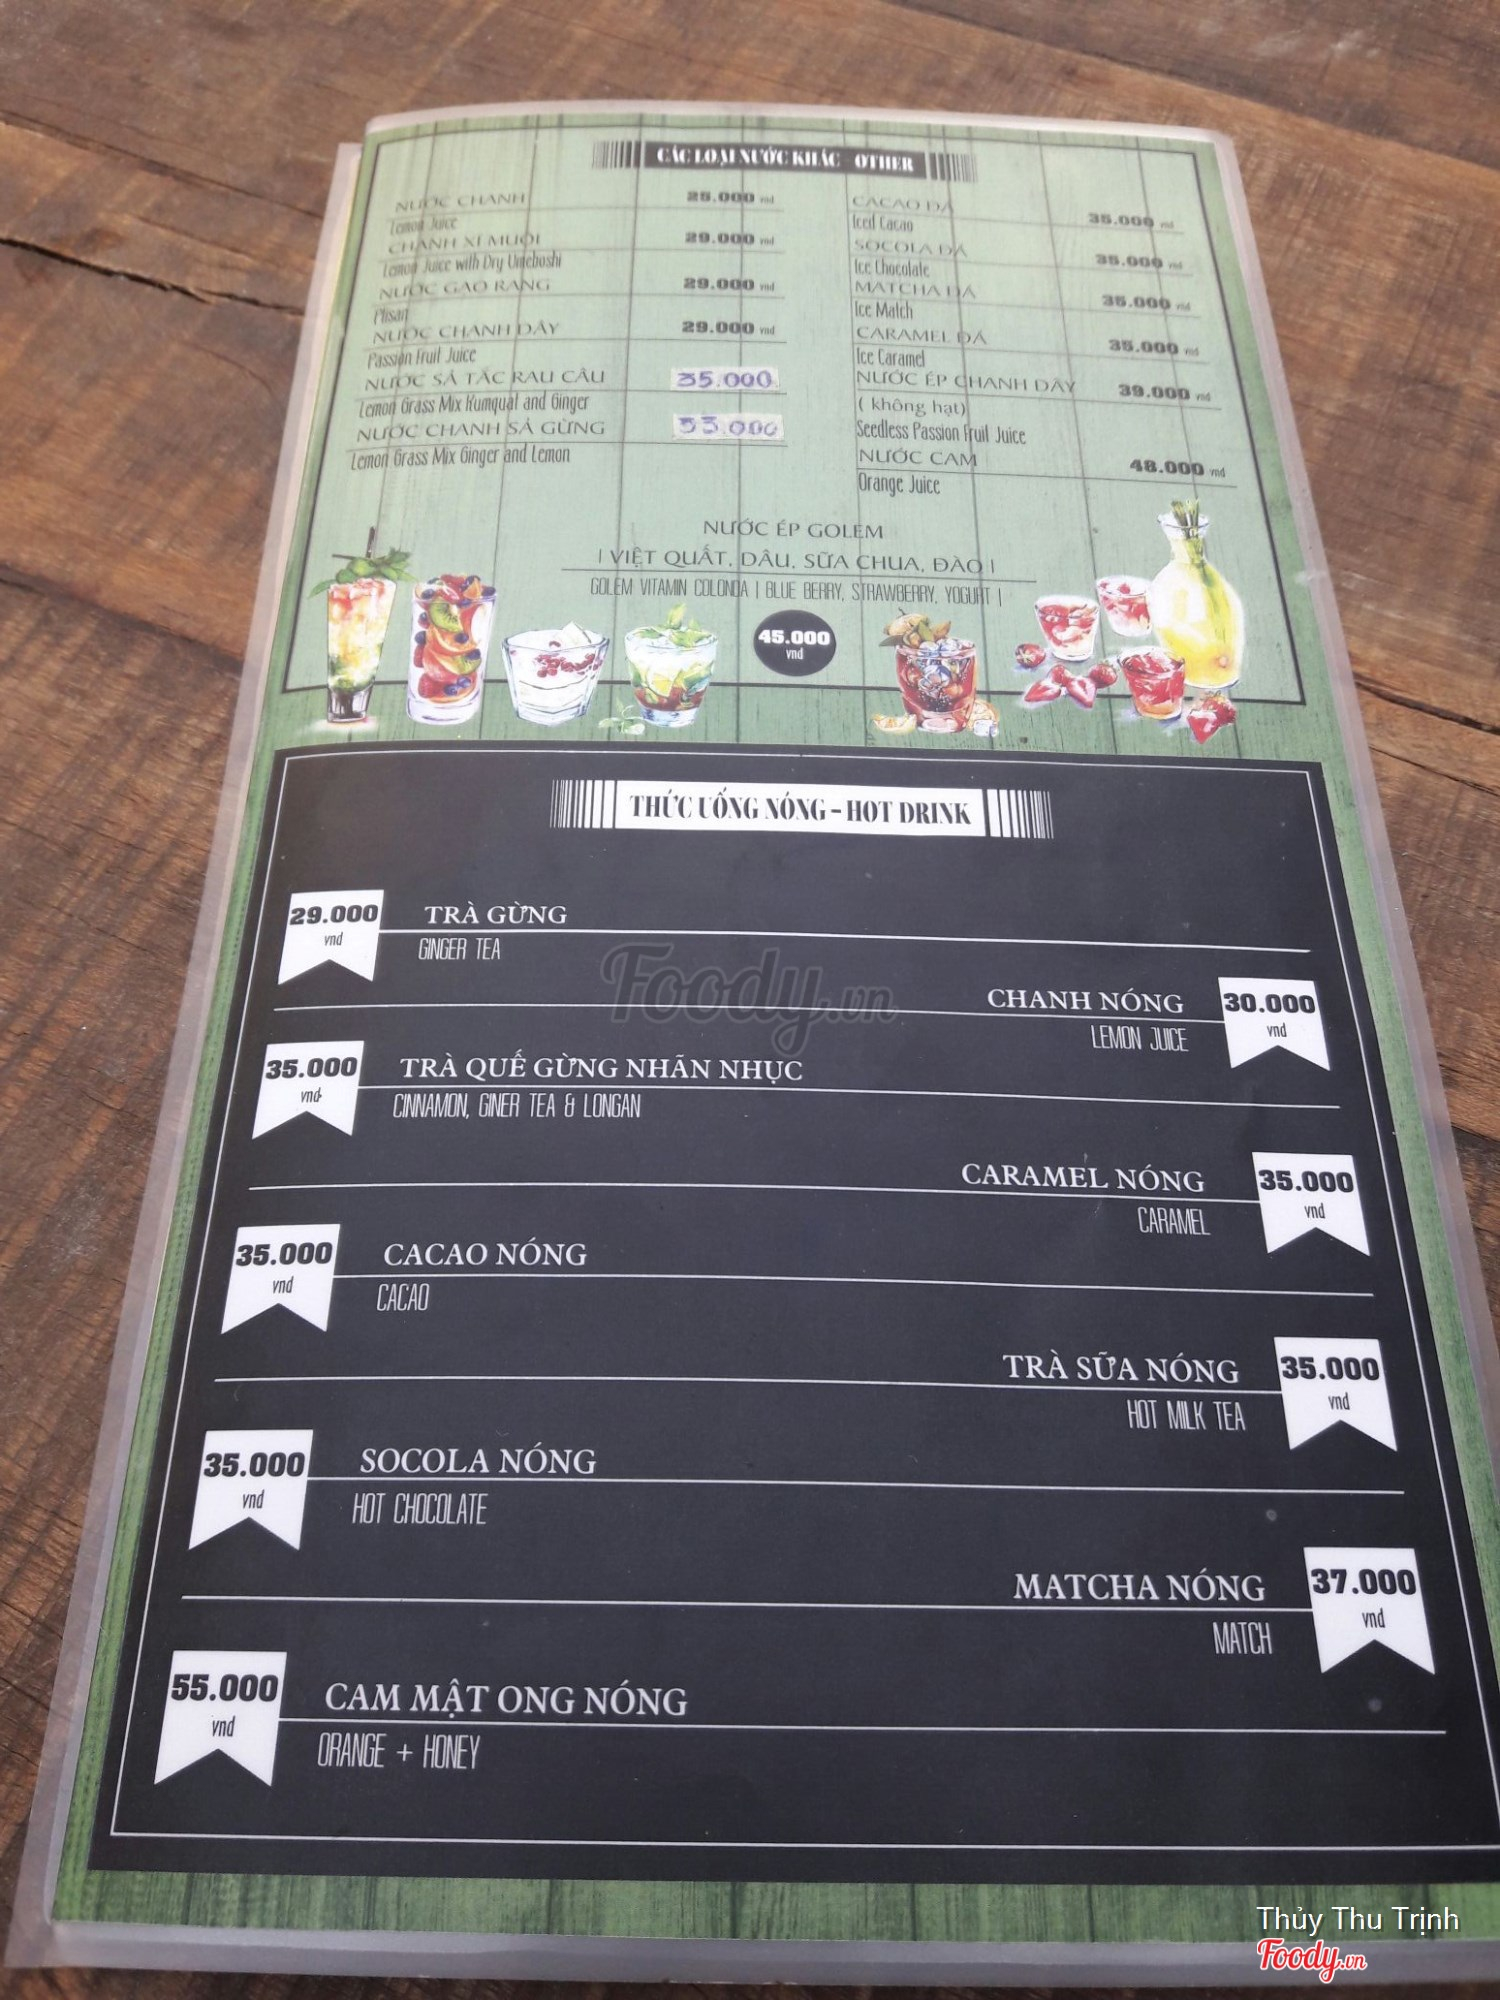 CÁC LOẠI NƯỚC KHÁC - OTHER
NƯỚC CHANH 25.000 vnd
Lemon Juice
CHANH XÍ MUỘI 29.000 vnd
Lemon Juice with Dry Umeboshi
NƯỚC GẠO RANG 29.000 vnd
Plisan
NƯỚC CHANH DÂY 29.000 vnd
Passion Fruit Juice
NƯỚC SẢ TẮC RAU CÂU 35.000
Lemon Grass Mix Kumquat and Ginger
NƯỚC CHANH SẢ GỪNG 33.000
Lemon Grass Mix Ginger and Lemon
CACAO ĐÁ 35.000 vnd
Iced Cacao
SOCOLA ĐÁ 35.000 vnd
Ice Chocolate
MATCHA ĐÁ 35.000 vnd
Ice Match
CARAMEL ĐÁ 35.000 vnd
Ice Caramel
NƯỚC ÉP CHANH DÂY 39.000 vnd
( không hạt)
Seedless Passion Fruit Juice
NƯỚC CAM 48.000 vnd
Orange Juice
NƯỚC ÉP GOLEM
| VIỆT QUẤT, DÂU, SỮA CHUA, ĐÀO |
GOLEM VITAMIN COLONDA | BLUE BERRY, STRAWBERRY, YOGURT |
45.000
vnd
THỨC UỐNG NÓNG - HOT DRINK
29.000 TRÀ GỪNG
vnd GINGER TEA
CHANH NÓNG 30.000
LEMON JUICE vnd
35.000 TRÀ QUẾ GỪNG NHÃN NHỤC
vnd CINNAMON, GINER TEA & LONGAN
CARAMEL NÓNG 35.000
CARAMEL vnd
35.000 CACAO NÓNG
vnd CACAO
TRÀ SỮA NÓNG 35.000
HOT MILK TEA vnd
35.000 SOCOLA NÓNG
vnd HOT CHOCOLATE
MATCHA NÓNG 37.000
MATCH vnd
55.000 CAM MẬT ONG NÓNG
vnd ORANGE + HONEY
Foody.vn
Thủy Thu Trịnh
Foody.vn